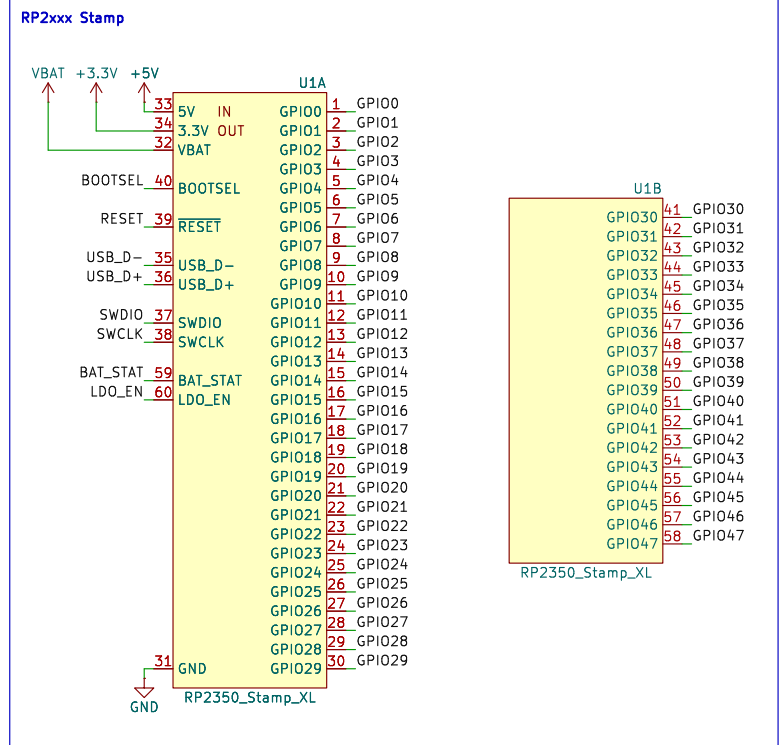 RP2xxx Stamp
VBAT +3.3V +5V
U1A
33 5V IN GPIO0 1 GPIO0
34 3.3V OUT GPIO1 2 GPIO1
32 VBAT GPIO2 3 GPIO2
GPIO3 4 GPIO3
BOOTSEL 40 BOOTSEL GPIO4 5 GPIO4
GPIO5 6 GPIO5
RESET 39 RESET GPIO6 7 GPIO6
GPIO7 8 GPIO7
USB_D- 35 USB_D- GPIO8 9 GPIO8
USB_D+ 36 USB_D+ GPIO9 10 GPIO9
GPIO10 11 GPIO10
SWDIO 37 SWDIO GPIO11 12 GPIO11
SWCLK 38 SWCLK GPIO12 13 GPIO12
GPIO13 14 GPIO13
BAT_STAT 59 BAT_STAT GPIO14 15 GPIO14
LDO_EN 60 LDO_EN GPIO15 16 GPIO15
GPIO16 17 GPIO16
GPIO17 18 GPIO17
GPIO18 19 GPIO18
GPIO19 20 GPIO19
GPIO20 21 GPIO20
GPIO21 22 GPIO21
GPIO22 23 GPIO22
GPIO23 24 GPIO23
GPIO24 25 GPIO24
GPIO25 26 GPIO25
GPIO26 27 GPIO26
GPIO27 28 GPIO27
GPIO28 29 GPIO28
31 GND GPIO29 30 GPIO29
GND
RP2350_Stamp_XL
U1B
GPIO30 41 GPIO30
GPIO31 42 GPIO31
GPIO32 43 GPIO32
GPIO33 44 GPIO33
GPIO34 45 GPIO34
GPIO35 46 GPIO35
GPIO36 47 GPIO36
GPIO37 48 GPIO37
GPIO38 49 GPIO38
GPIO39 50 GPIO39
GPIO40 51 GPIO40
GPIO41 52 GPIO41
GPIO42 53 GPIO42
GPIO43 54 GPIO43
GPIO44 55 GPIO44
GPIO45 56 GPIO45
GPIO46 57 GPIO46
GPIO47 58 GPIO47
RP2350_Stamp_XL